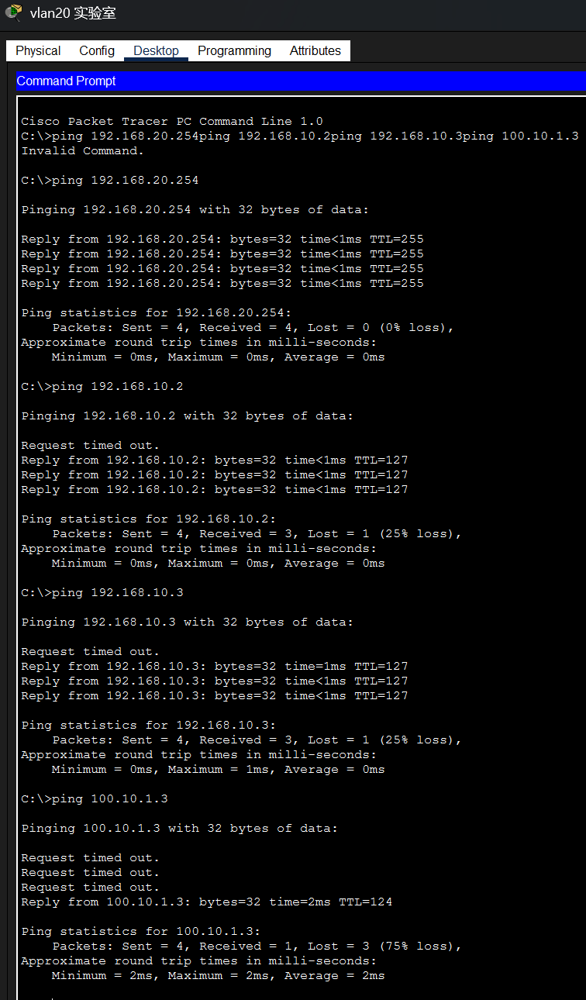 vlan20 实验室
Physical Config Desktop Programming Attributes
Command Prompt
Cisco Packet Tracer PC Command Line 1.0
C:\>ping 192.168.20.254ping 192.168.10.2ping 192.168.10.3ping 100.10.1.3
Invalid Command.
C:\>ping 192.168.20.254
Pinging 192.168.20.254 with 32 bytes of data:
Reply from 192.168.20.254: bytes=32 time<1ms TTL=255
Reply from 192.168.20.254: bytes=32 time<1ms TTL=255
Reply from 192.168.20.254: bytes=32 time<1ms TTL=255
Reply from 192.168.20.254: bytes=32 time<1ms TTL=255
Ping statistics for 192.168.20.254:
Packets: Sent = 4, Received = 4, Lost = 0 (0% loss),
Approximate round trip times in milli-seconds:
Minimum = 0ms, Maximum = 0ms, Average = 0ms
C:\>ping 192.168.10.2
Pinging 192.168.10.2 with 32 bytes of data:
Request timed out.
Reply from 192.168.10.2: bytes=32 time<1ms TTL=127
Reply from 192.168.10.2: bytes=32 time<1ms TTL=127
Reply from 192.168.10.2: bytes=32 time<1ms TTL=127
Ping statistics for 192.168.10.2:
Packets: Sent = 4, Received = 3, Lost = 1 (25% loss),
Approximate round trip times in milli-seconds:
Minimum = 0ms, Maximum = 0ms, Average = 0ms
C:\>ping 192.168.10.3
Pinging 192.168.10.3 with 32 bytes of data:
Request timed out.
Reply from 192.168.10.3: bytes=32 time=1ms TTL=127
Reply from 192.168.10.3: bytes=32 time<1ms TTL=127
Reply from 192.168.10.3: bytes=32 time<1ms TTL=127
Ping statistics for 192.168.10.3:
Packets: Sent = 4, Received = 3, Lost = 1 (25% loss),
Approximate round trip times in milli-seconds:
Minimum = 0ms, Maximum = 1ms, Average = 0ms
C:\>ping 100.10.1.3
Pinging 100.10.1.3 with 32 bytes of data:
Request timed out.
Request timed out.
Request timed out.
Reply from 100.10.1.3: bytes=32 time=2ms TTL=124
Ping statistics for 100.10.1.3:
Packets: Sent = 4, Received = 1, Lost = 3 (75% loss),
Approximate round trip times in milli-seconds:
Minimum = 2ms, Maximum = 2ms, Average = 2ms